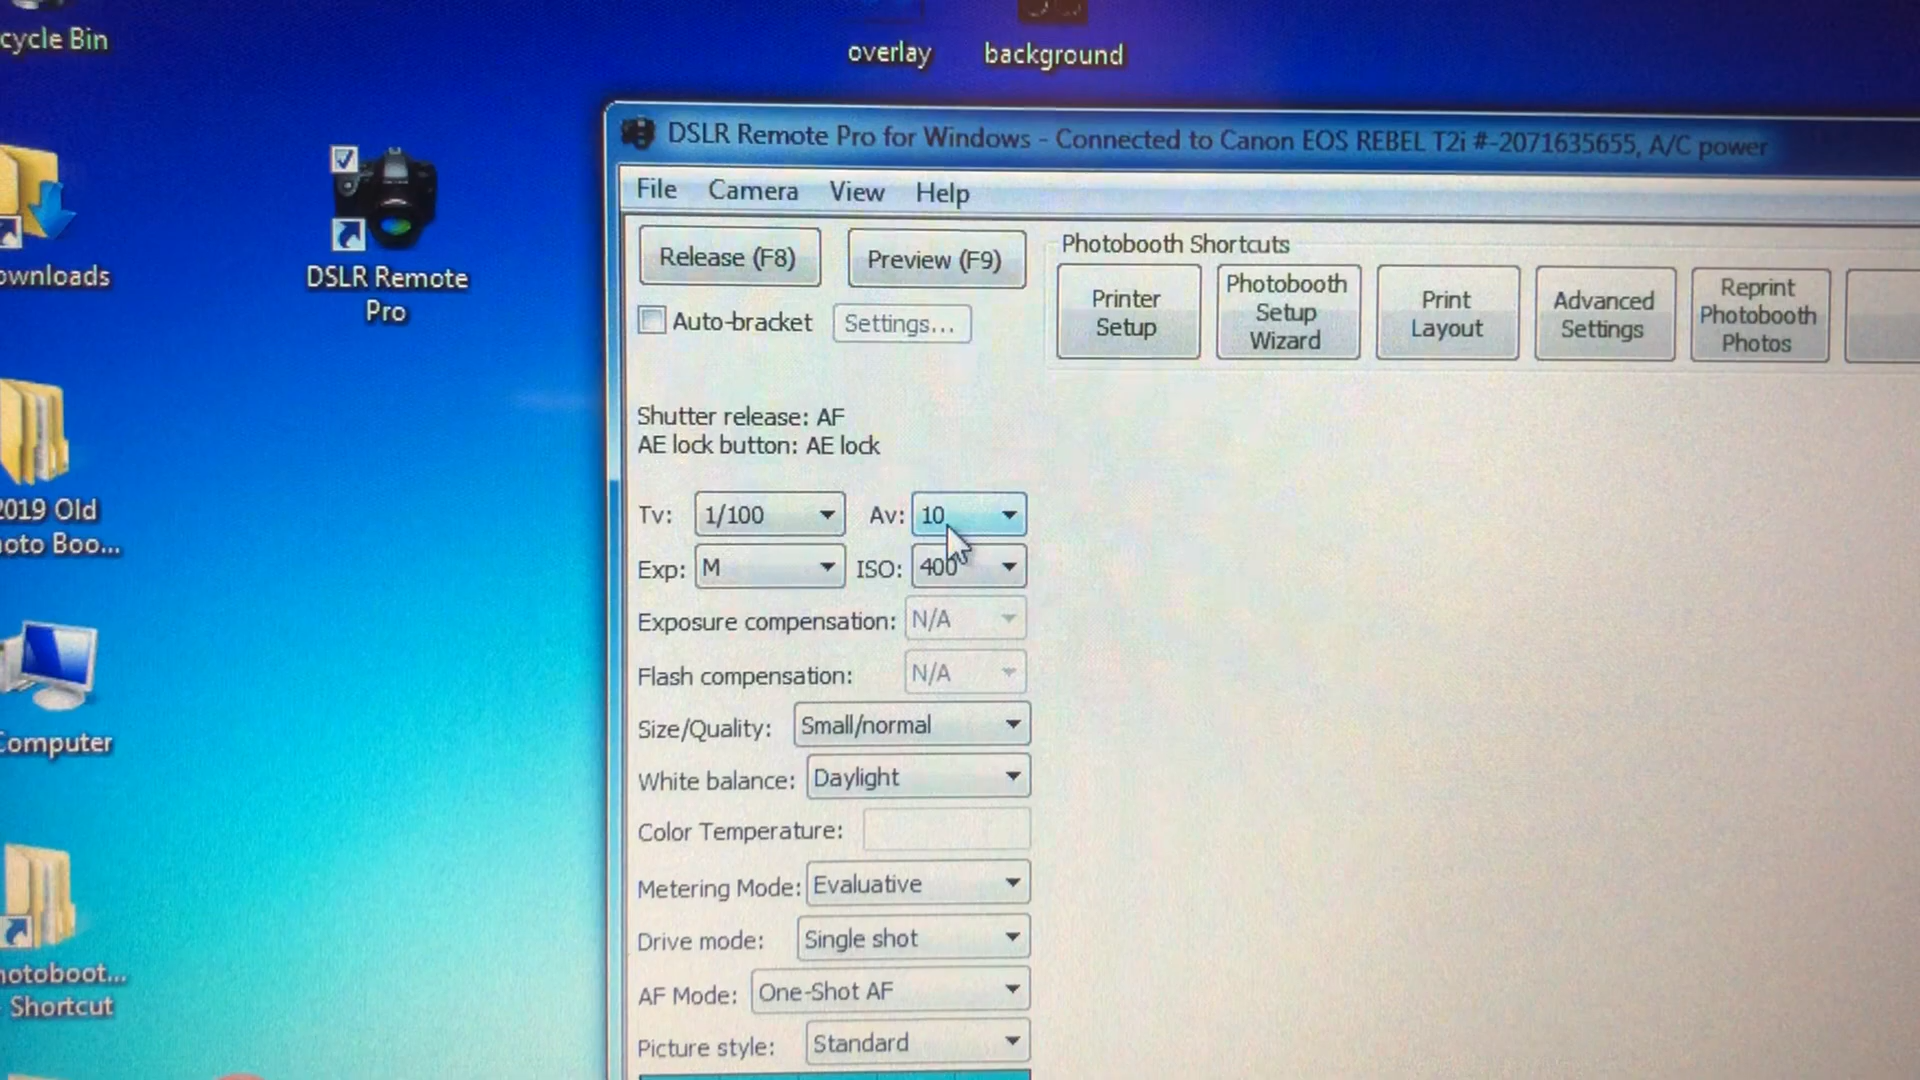 cycle Bin
overlay
background
ownloads
DSLR Remote
Pro
2019 Old
oto Boo...
Computer
hotoboot...
- Shortcut
DSLR Remote Pro for Windows - Connected to Canon EOS REBEL T2i #-2071635655, A/C power
File Camera View Help
Release (F8) Preview (F9)
Auto-bracket Settings...
Photobooth Shortcuts
Printer
Setup
Photobooth
Setup
Wizard
Print
Layout
Advanced
Settings
Reprint
Photobooth
Photos
Shutter release: AF
AE lock button: AE lock
Tv: 1/100 Av: 10
Exp: M ISO: 400
Exposure compensation: N/A
Flash compensation: N/A
Size/Quality: Small/normal
White balance: Daylight
Color Temperature:
Metering Mode: Evaluative
Drive mode: Single shot
AF Mode: One-Shot AF
Picture style: Standard